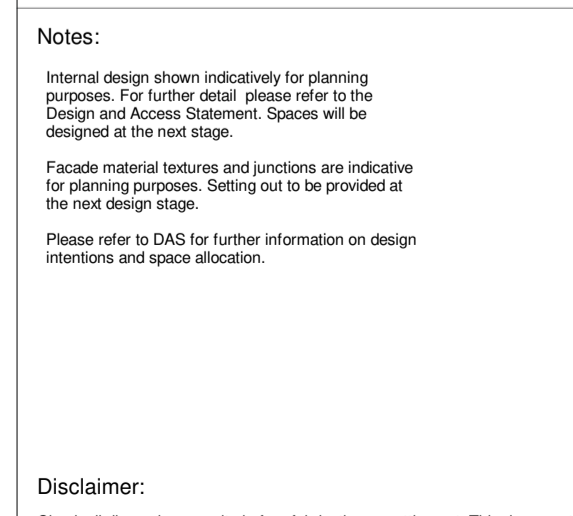 Notes:
Internal design shown indicatively for planning
purposes. For further detail please refer to the
Design and Access Statement. Spaces will be
designed at the next stage.
Facade material textures and junctions are indicative
for planning purposes. Setting out to be provided at
the next design stage.
Please refer to DAS for further information on design
intentions and space allocation.
Disclaimer: